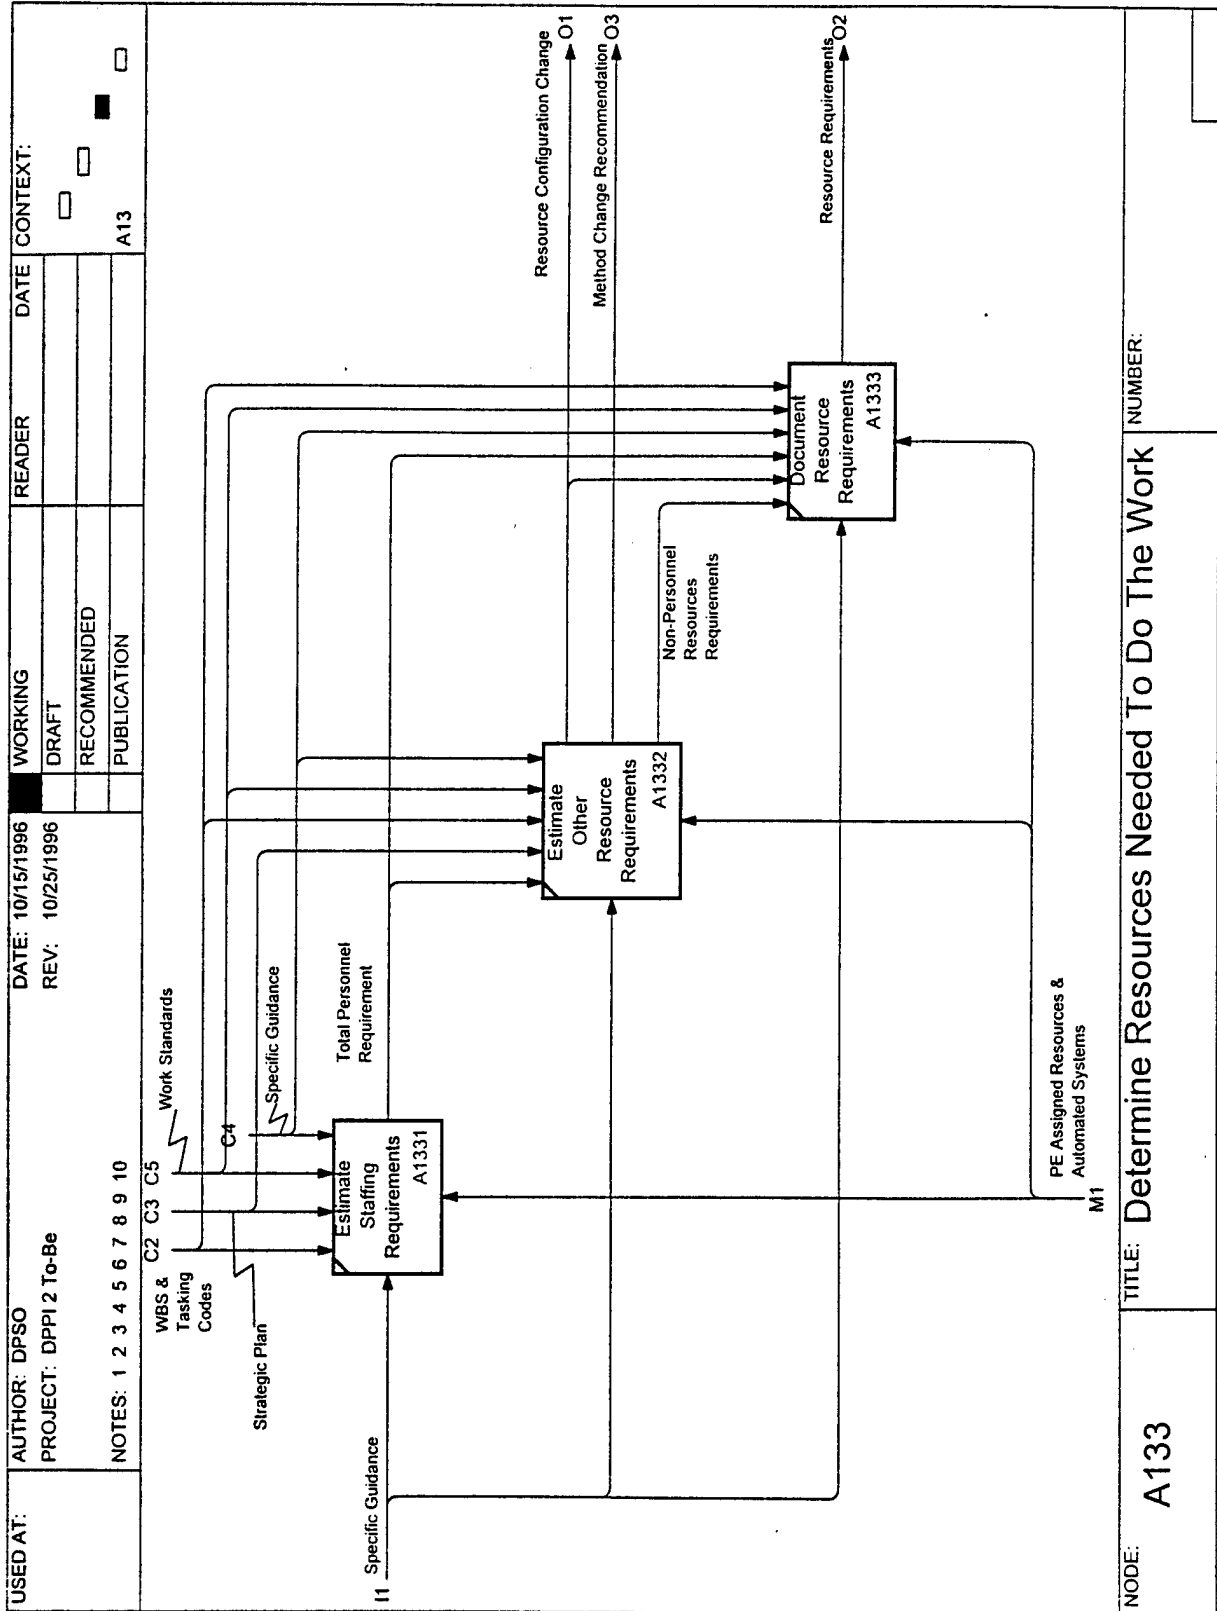 USED AT:
AUTHOR: DPSO
PROJECT: DPPI 2 To-Be
NOTES: 1 2 3 4 5 6 7 8 9 10
DATE: 10/15/1996
REV: 10/25/1996
WORKING
DRAFT
RECOMMENDED
PUBLICATION
READER
DATE
CONTEXT:
A13
C2
C3
C5
C4
WBS &
Tasking
Codes
Strategic Plan
Work Standards
Specific Guidance
I1
Specific Guidance
Estimate
Staffing
Requirements
A1331
Total Personnel
Requirement
Estimate
Other
Resource
Requirements
A1332
Non-Personnel
Resources
Requirements
Document
Resource
Requirements
A1333
Resource Configuration Change
O1
Method Change Recommendation
O3
Resource Requirements
O2
PE Assigned Resources &
Automated Systems
M1
NODE:
A133
TITLE: Determine Resources Needed To Do The Work
NUMBER: